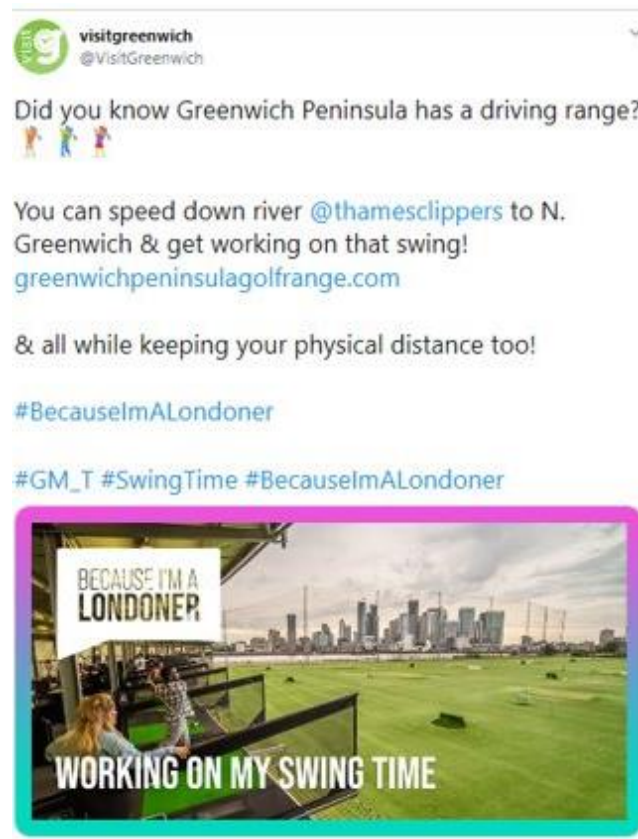 visit
visitgreenwich
@VisitGreenwich
Did you know Greenwich Peninsula has a driving range?
You can speed down river @thamesclippers to N.
Greenwich & get working on that swing!
greenwichpeninsulagolfrange.com
& all while keeping your physical distance too!
#BecauseImALondoner
#GM_T #SwingTime #BecauseImALondoner
BECAUSE I'M A
LONDONER
WORKING ON MY SWING TIME